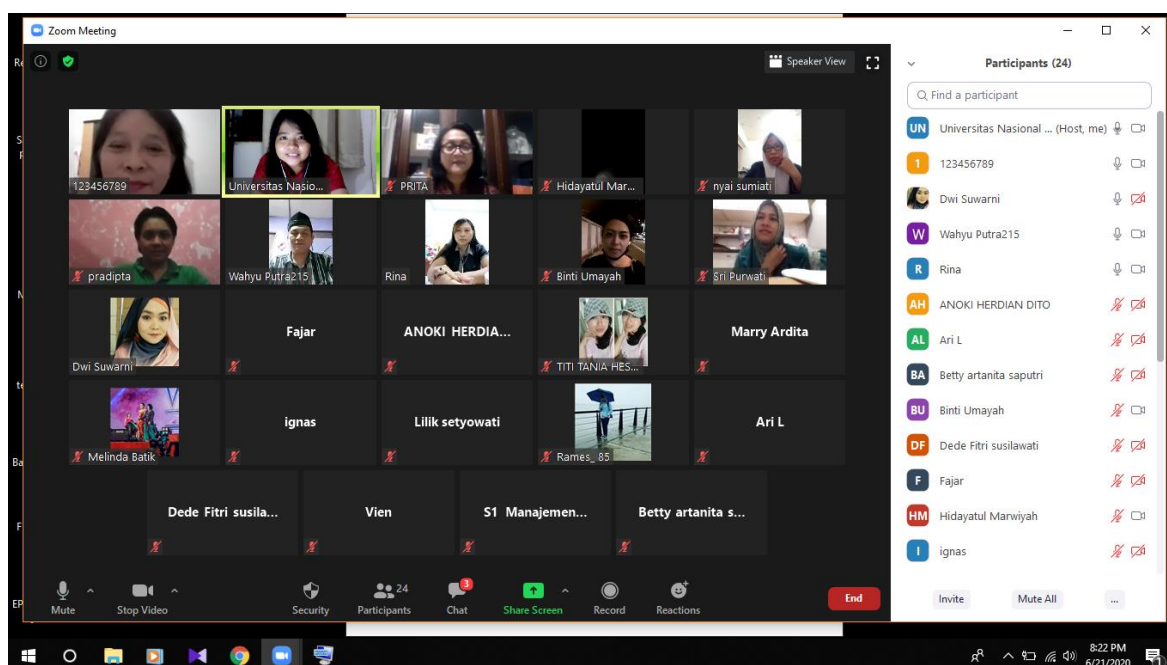 Zoom Meeting
Speaker View
123456789
Universitas Nasio...
PRITA
Hidayatul Mar...
nyai sumiati
pradipta
Wahyu Putra215
Rina
Binti Umayah
Sri Purwati
Dwi Suwarni
Fajar
ANOKI HERDIA...
TITI TANIA HES...
Marry Ardita
Melinda Batik
ignas
Lilik setyowati
Rames_ 85
Ari L
Dede Fitri susila...
Vien
S1 Manajemen...
Betty artanita s...
Mute
Stop Video
Security
24
Participants
3
Chat
Share Screen
Record
Reactions
End
Participants (24)
Find a participant
UN Universitas Nasional ... (Host, me)
1 123456789
Dwi Suwarni
W Wahyu Putra215
R Rina
AH ANOKI HERDIAN DITO
AL Ari L
BA Betty artanita saputri
BU Binti Umayah
DF Dede Fitri susilawati
F Fajar
HM Hidayatul Marwiyah
I ignas
Invite Mute All ...
8:22 PM
6/21/2020